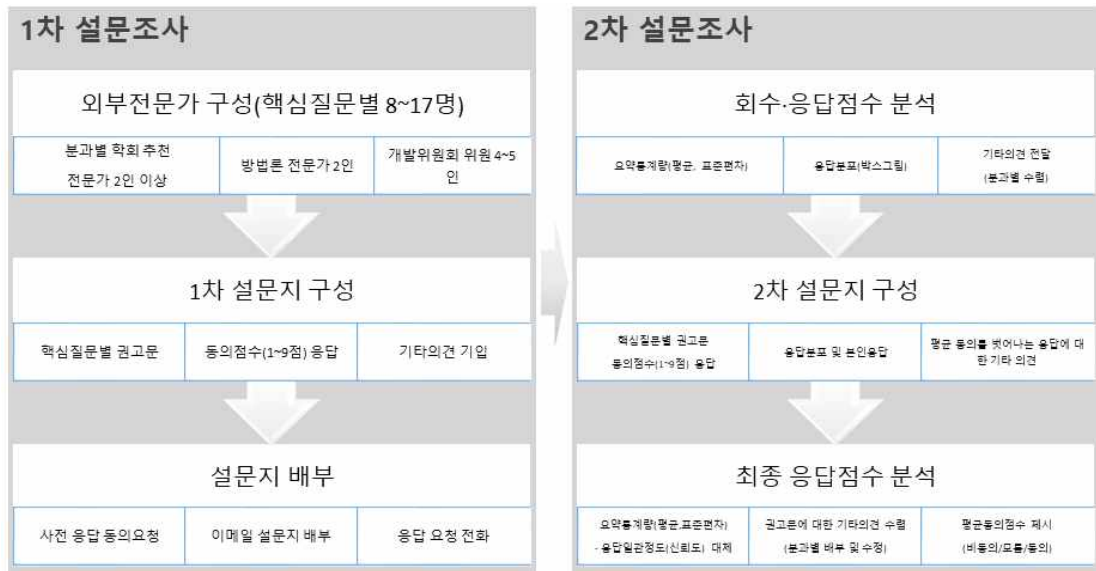 1차 설문조사
외부전문가 구성(핵심질문별 8~17명)
분과별 학회 추천
전문가 2인 이상
방법론 전문가 2인
개발위원회 위원 4~5
인
1차 설문지 구성
핵심질문별 권고문
동의점수(1~9점) 응답
기타의견 기입
설문지 배부
사전 응답 동의요청
이메일 설문지 배부
응답 요청 전화
2차 설문조사
회수·응답점수 분석
요약통계량(평균, 표준편차)
응답분포(박스그림)
기타의견 전달
(분과별 수렴)
2차 설문지 구성
핵심질문별 권고문
동의점수(1~9점) 응답
응답분포 및 본인응답
평균 동의를 벗어나는 응답에 대
한 기타 의견
최종 응답점수 분석
요약통계량(평균,표준편차)
- 응답일관정도(신뢰도) 대체
권고문에 대한 기타의견 수렴
(분과별 배부 및 수정)
평균동의점수 제시
(비동의/모름/동의)